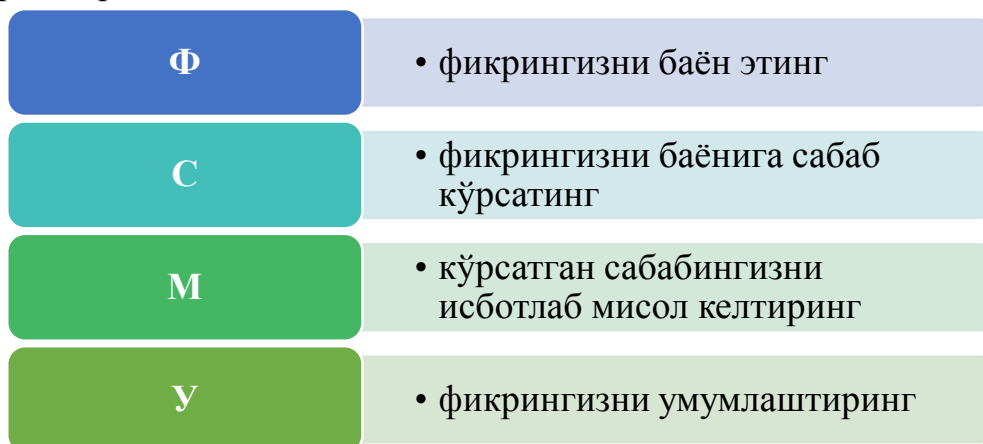 Ф
• фикрингизни баён этинг
С
• фикрингизни баёнига сабаб
кўрсатинг
М
• кўрсатган сабабингизни
исботлаб мисол келтиринг
У
• фикрингизни умумлаштиринг